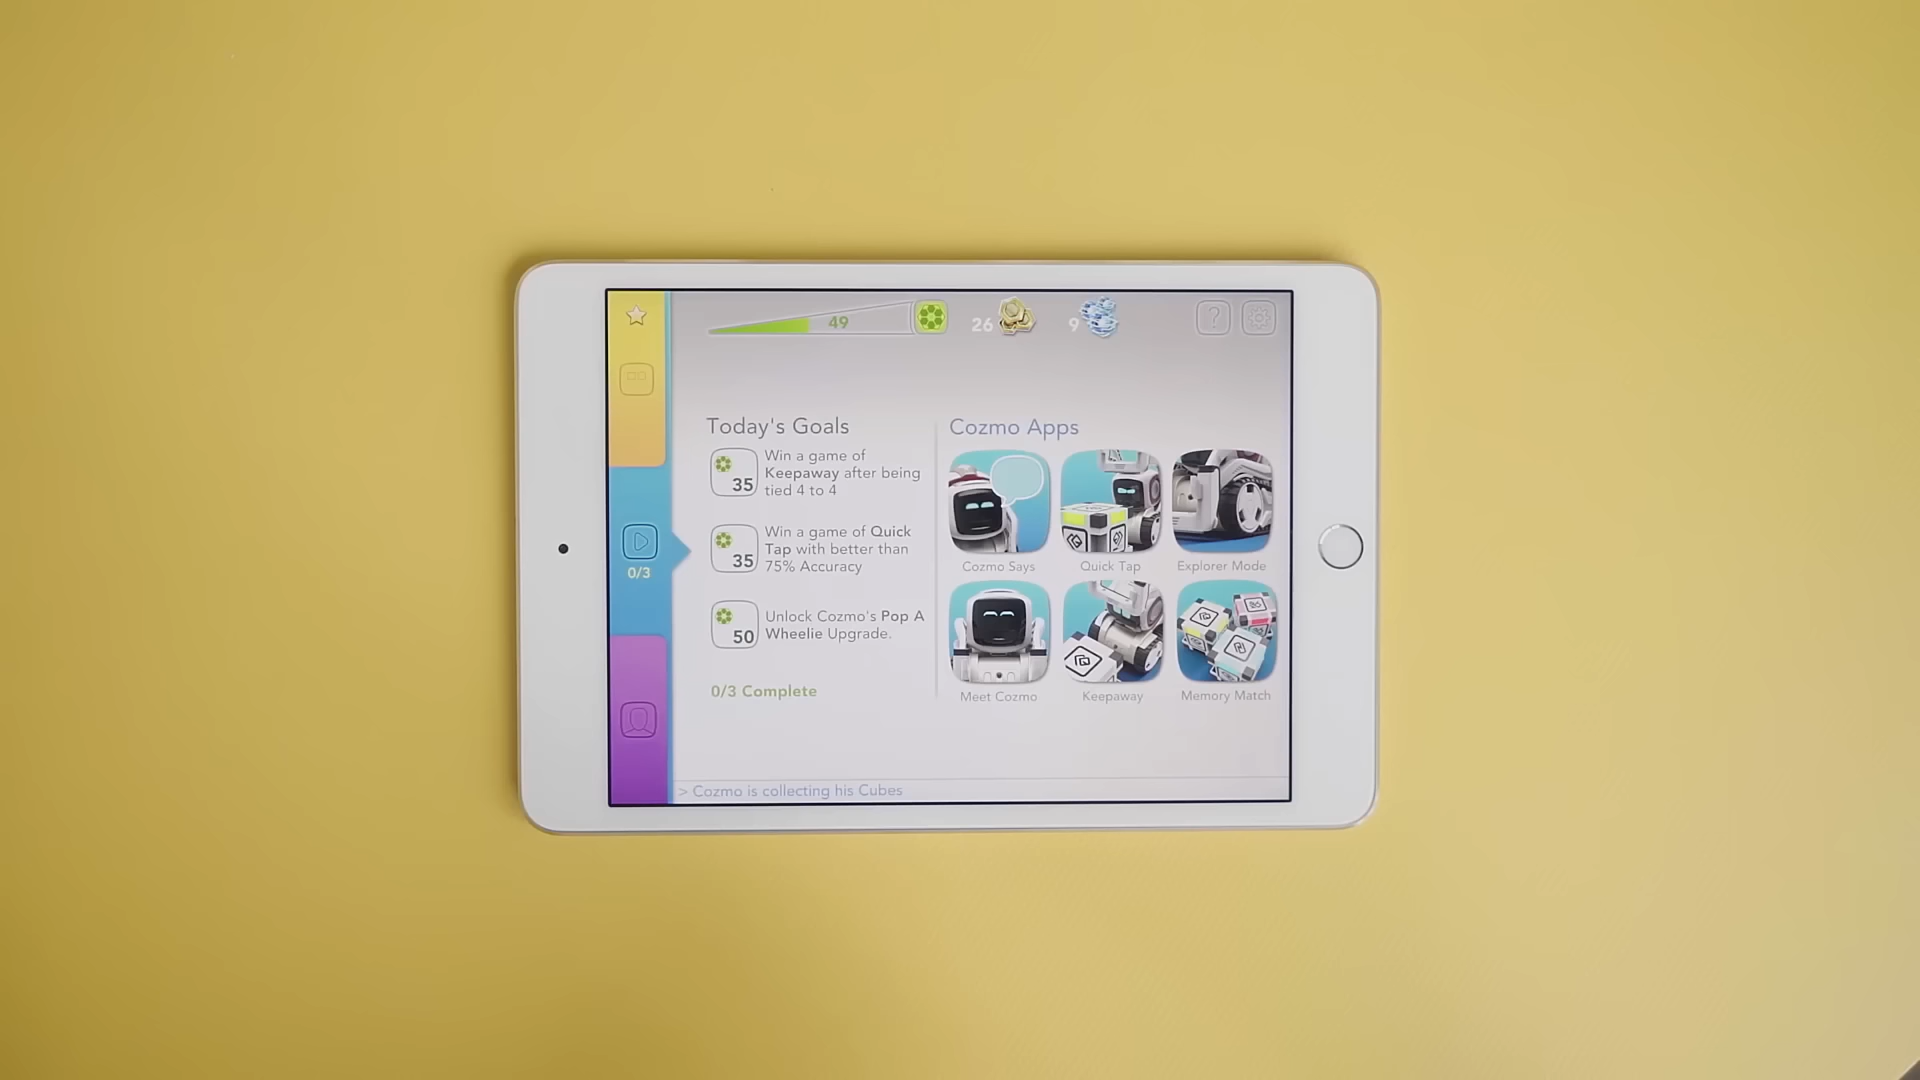 49
26
9
?
Today's Goals
35
Win a game of
Keepaway after being
tied 4 to 4
35
Win a game of Quick
Tap with better than
75% Accuracy
50
Unlock Cozmo's Pop A
Wheelie Upgrade.
0/3 Complete
0/3
Cozmo Apps
Cozmo Says
Quick Tap
Explorer Mode
Meet Cozmo
Keepaway
Memory Match
> Cozmo is collecting his Cubes